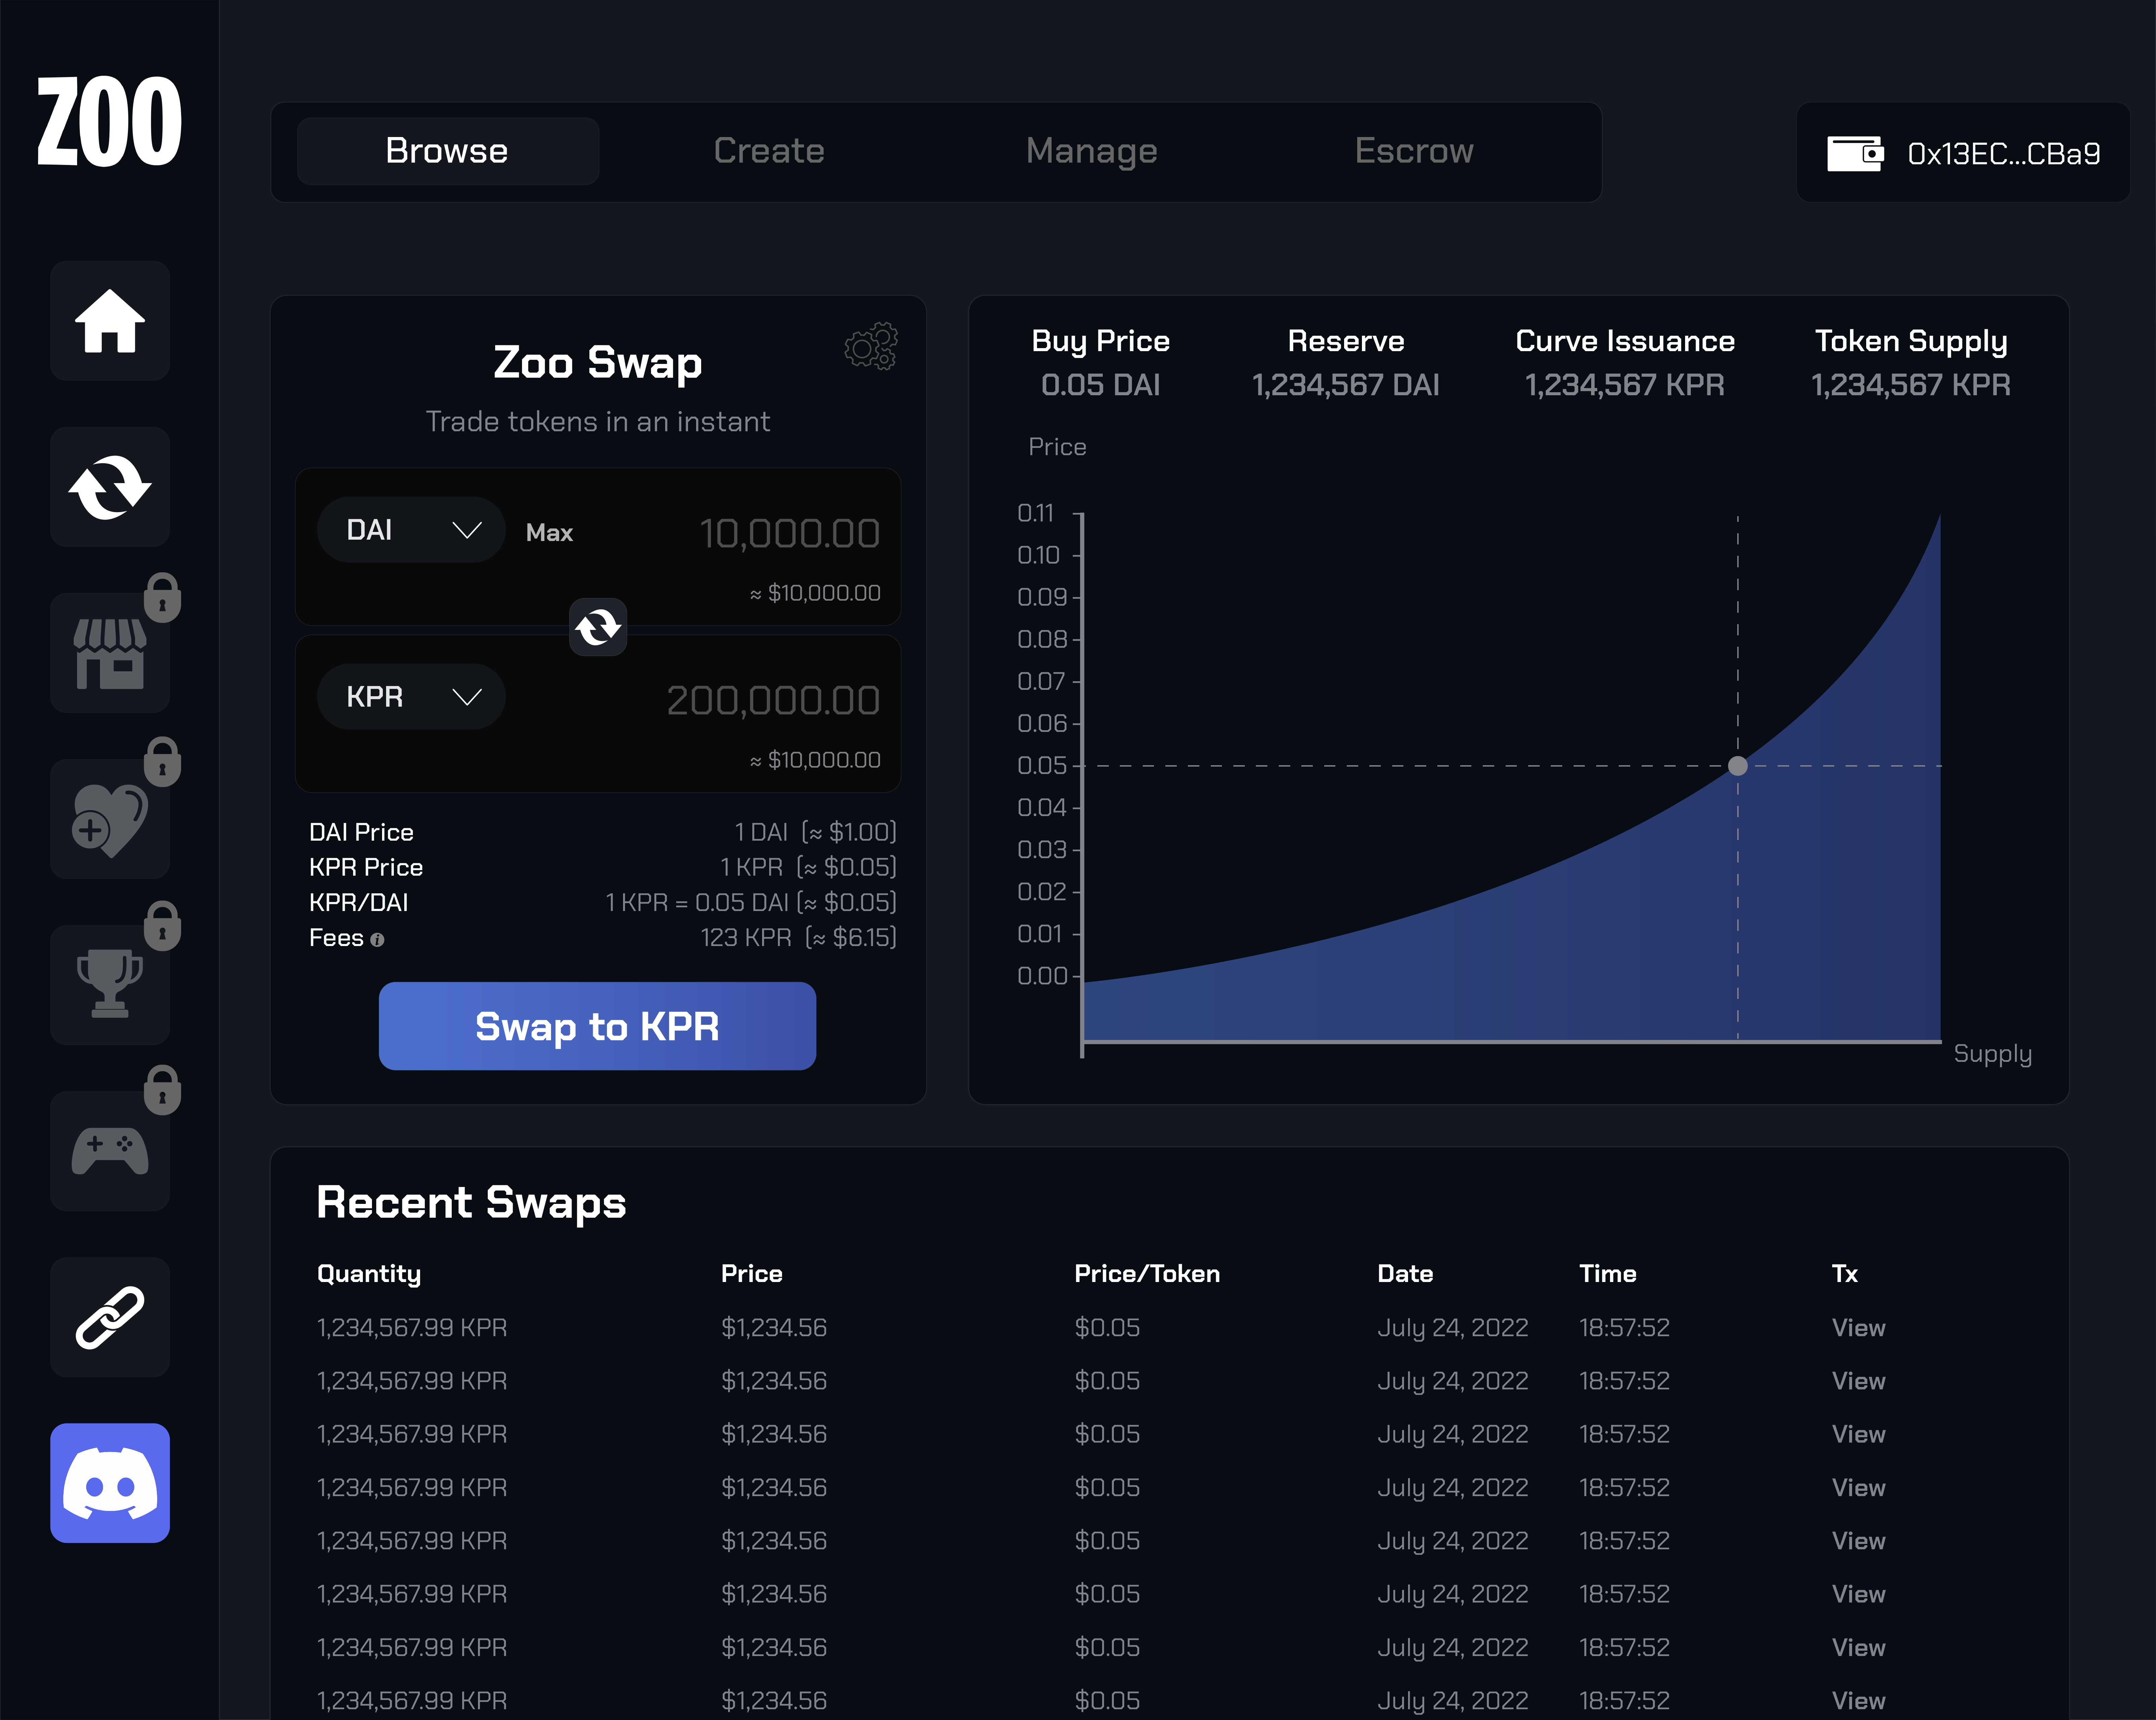 ZOO
Browse Create Manage Escrow
0x13EC...CBa9
Zoo Swap
Trade tokens in an instant
DAI Max 10,000.00
≈ $10,000.00
KPR 200,000.00
≈ $10,000.00
DAI Price 1 DAI (≈ $1.00)
KPR Price 1 KPR (≈ $0.05)
KPR/DAI 1 KPR = 0.05 DAI (≈ $0.05)
Fees i 123 KPR (≈ $6.15)
Swap to KPR
Buy Price Reserve Curve Issuance Token Supply
0.05 DAI 1,234,567 DAI 1,234,567 KPR 1,234,567 KPR
Price
0.11
0.10
0.09
0.08
0.07
0.06
0.05
0.04
0.03
0.02
0.01
0.00
Supply
Recent Swaps
Quantity Price Price/Token Date Time Tx
1,234,567.99 KPR $1,234.56 $0.05 July 24, 2022 18:57:52 View
1,234,567.99 KPR $1,234.56 $0.05 July 24, 2022 18:57:52 View
1,234,567.99 KPR $1,234.56 $0.05 July 24, 2022 18:57:52 View
1,234,567.99 KPR $1,234.56 $0.05 July 24, 2022 18:57:52 View
1,234,567.99 KPR $1,234.56 $0.05 July 24, 2022 18:57:52 View
1,234,567.99 KPR $1,234.56 $0.05 July 24, 2022 18:57:52 View
1,234,567.99 KPR $1,234.56 $0.05 July 24, 2022 18:57:52 View
1,234,567.99 KPR $1,234.56 $0.05 July 24, 2022 18:57:52 View